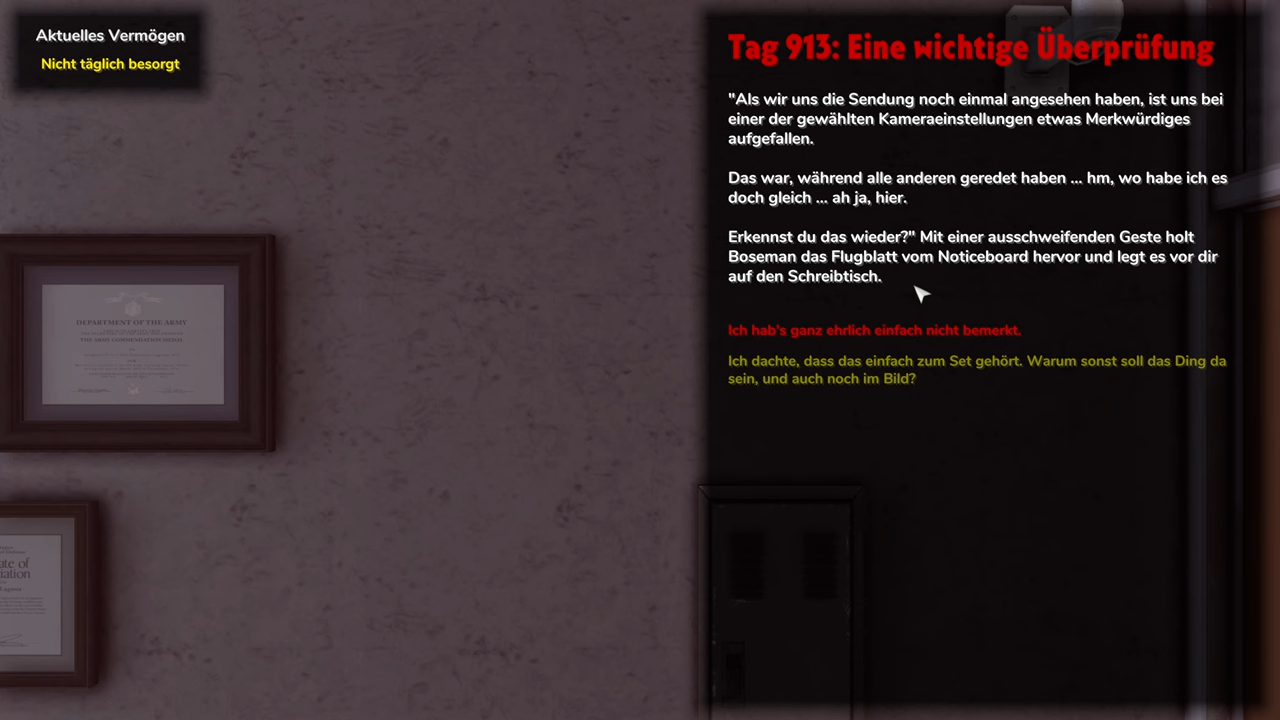 Aktuelles Vermögen
Nicht täglich besorgt
Tag 913: Eine wichtige Überprüfung
"Als wir uns die Sendung noch einmal angesehen haben, ist uns bei
einer der gewählten Kameraeinstellungen etwas Merkwürdiges
aufgefallen.
Das war, während alle anderen geredet haben ... hm, wo habe ich es
doch gleich ... ah ja, hier.
Erkennst du das wieder?" Mit einer ausschweifenden Geste holt
Boseman das Flugblatt vom Noticeboard hervor und legt es vor dir
auf den Schreibtisch.
Ich hab's ganz ehrlich einfach nicht bemerkt.
Ich dachte, dass das einfach zum Set gehört. Warum sonst soll das Ding da
sein, und auch noch im Bild?
DEPARTMENT OF THE ARMY
THE ARMY COMMENDATION MEDAL